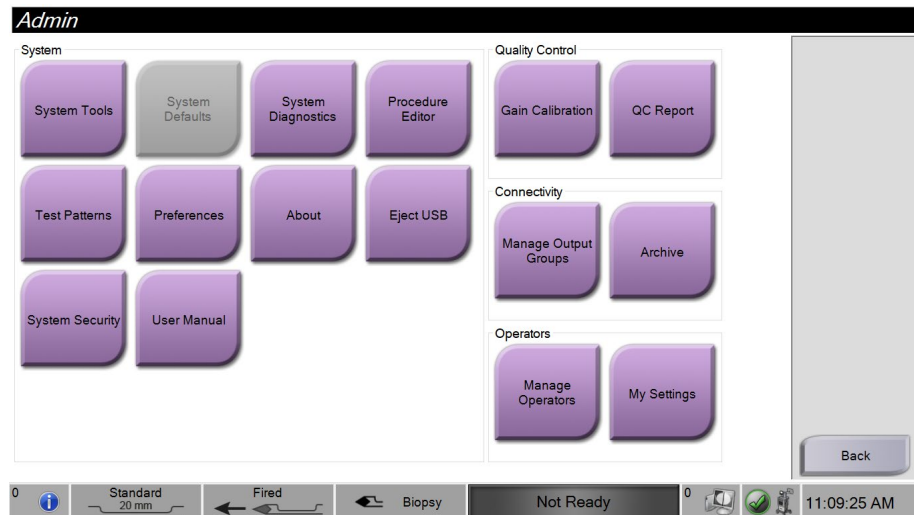 Admin
System
System Tools
System
Defaults
System
Diagnostics
Procedure
Editor
Test Patterns
Preferences
About
Eject USB
System Security
User Manual
Quality Control
Gain Calibration
QC Report
Connectivity
Manage Output
Groups
Archive
Operators
Manage
Operators
My Settings
Back
0
Standard
20 mm
Fired
Biopsy
Not Ready
0
11:09:25 AM